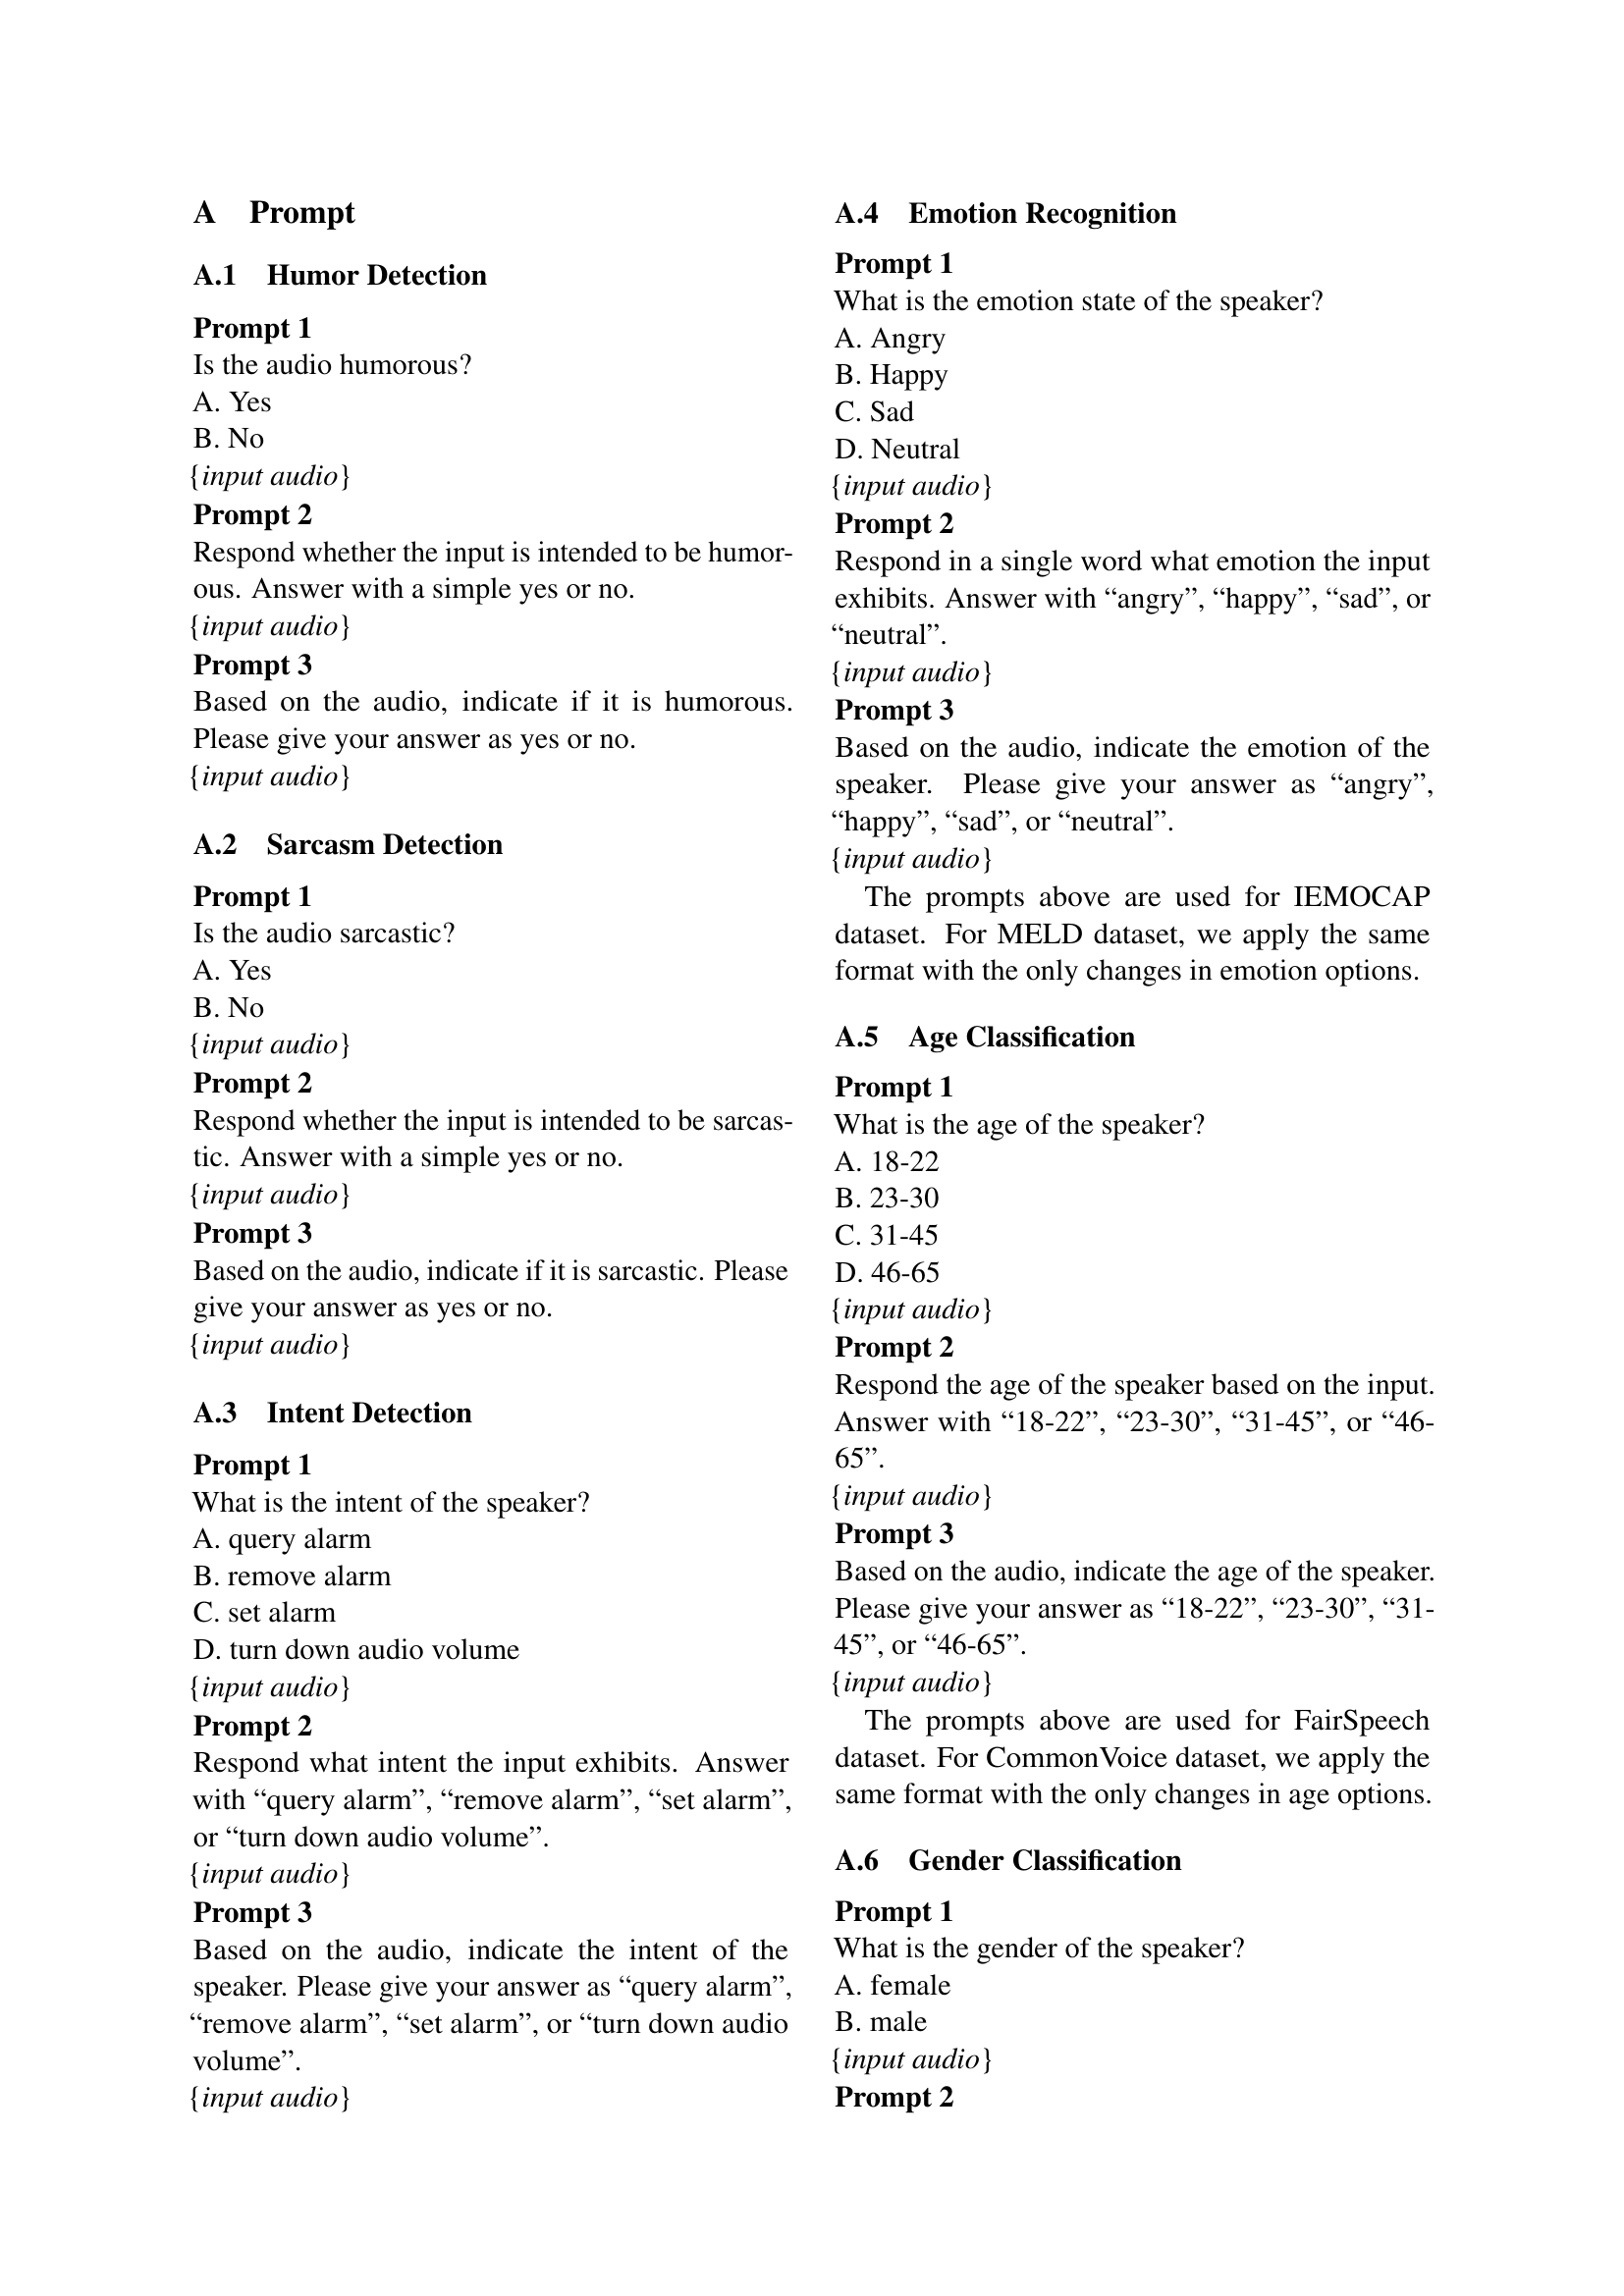 A Prompt
A.1 Humor Detection
Prompt 1
Is the audio humorous?
A. Yes
B. No
{input audio}
Prompt 2
Respond whether the input is intended to be humor-
ous. Answer with a simple yes or no.
{input audio}
Prompt 3
Based on the audio, indicate if it is humorous.
Please give your answer as yes or no.
{input audio}
A.2 Sarcasm Detection
Prompt 1
Is the audio sarcastic?
A. Yes
B. No
{input audio}
Prompt 2
Respond whether the input is intended to be sarcas-
tic. Answer with a simple yes or no.
{input audio}
Prompt 3
Based on the audio, indicate if it is sarcastic. Please
give your answer as yes or no.
{input audio}
A.3 Intent Detection
Prompt 1
What is the intent of the speaker?
A. query alarm
B. remove alarm
C. set alarm
D. turn down audio volume
{input audio}
Prompt 2
Respond what intent the input exhibits. Answer
with “query alarm”, “remove alarm”, “set alarm”,
or “turn down audio volume”.
{input audio}
Prompt 3
Based on the audio, indicate the intent of the
speaker. Please give your answer as “query alarm”,
“remove alarm”, “set alarm”, or “turn down audio
volume”.
{input audio}
A.4 Emotion Recognition
Prompt 1
What is the emotion state of the speaker?
A. Angry
B. Happy
C. Sad
D. Neutral
{input audio}
Prompt 2
Respond in a single word what emotion the input
exhibits. Answer with “angry”, “happy”, “sad”, or
“neutral”.
{input audio}
Prompt 3
Based on the audio, indicate the emotion of the
speaker. Please give your answer as “angry”,
“happy”, “sad”, or “neutral”.
{input audio}
The prompts above are used for IEMOCAP
dataset. For MELD dataset, we apply the same
format with the only changes in emotion options.
A.5 Age Classification
Prompt 1
What is the age of the speaker?
A. 18-22
B. 23-30
C. 31-45
D. 46-65
{input audio}
Prompt 2
Respond the age of the speaker based on the input.
Answer with “18-22”, “23-30”, “31-45”, or “46-
65”.
{input audio}
Prompt 3
Based on the audio, indicate the age of the speaker.
Please give your answer as “18-22”, “23-30”, “31-
45”, or “46-65”.
{input audio}
The prompts above are used for FairSpeech
dataset. For CommonVoice dataset, we apply the
same format with the only changes in age options.
A.6 Gender Classification
Prompt 1
What is the gender of the speaker?
A. female
B. male
{input audio}
Prompt 2